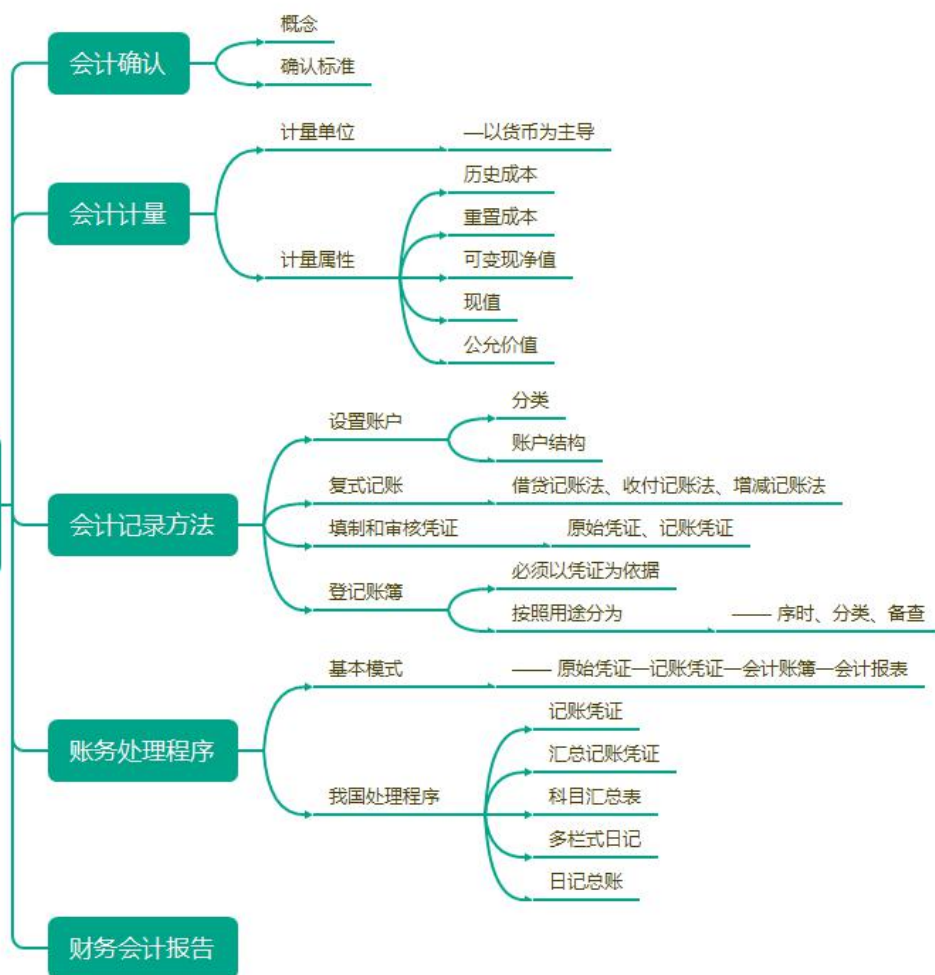 会计确认
概念
确认标准
会计计量
计量单位
—以货币为主导
计量属性
历史成本
重置成本
可变现净值
现值
公允价值
会计记录方法
设置账户
分类
账户结构
复式记账
借贷记账法、收付记账法、增减记账法
填制和审核凭证
原始凭证、记账凭证
登记账簿
必须以凭证为依据
按照用途分为
—— 序时、分类、备查
账务处理程序
基本模式
—— 原始凭证—记账凭证—会计账簿—会计报表
我国处理程序
记账凭证
汇总记账凭证
科目汇总表
多栏式日记
日记总账
财务会计报告